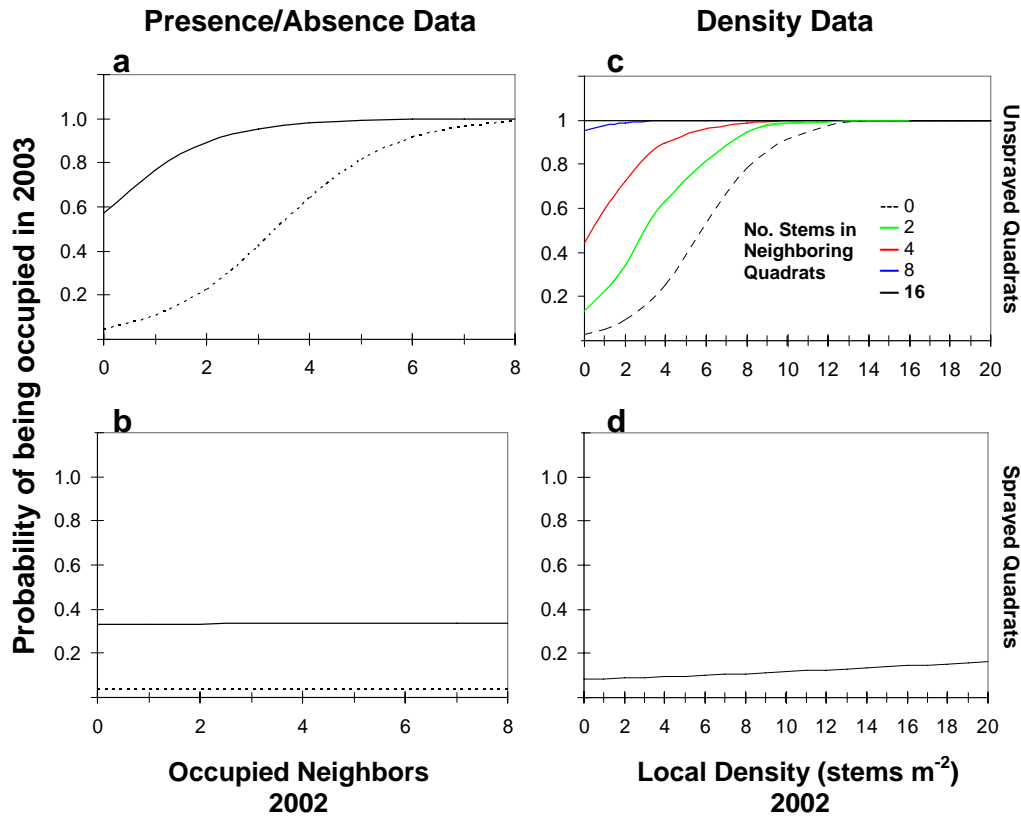 Presence/Absence Data
Density Data
Probability of being occupied in 2003
a
1.0
0.8
0.6
0.4
0.2
0 2 4 6 8
c
1
0.8
0.6
0.4
0.2
0 2 4 6 8 10 12 14 16 18 20
No. Stems in
Neighboring
Quadrats
0
2
4
8
16
Unsprayed Quadrats
b
1.0
0.8
0.6
0.4
0.2
0 2 4 6 8
d
1.0
0.8
0.6
0.4
0.2
0 2 4 6 8 10 12 14 16 18 20
Sprayed Quadrats
Occupied Neighbors
2002
Local Density (stems m⁻²)
2002